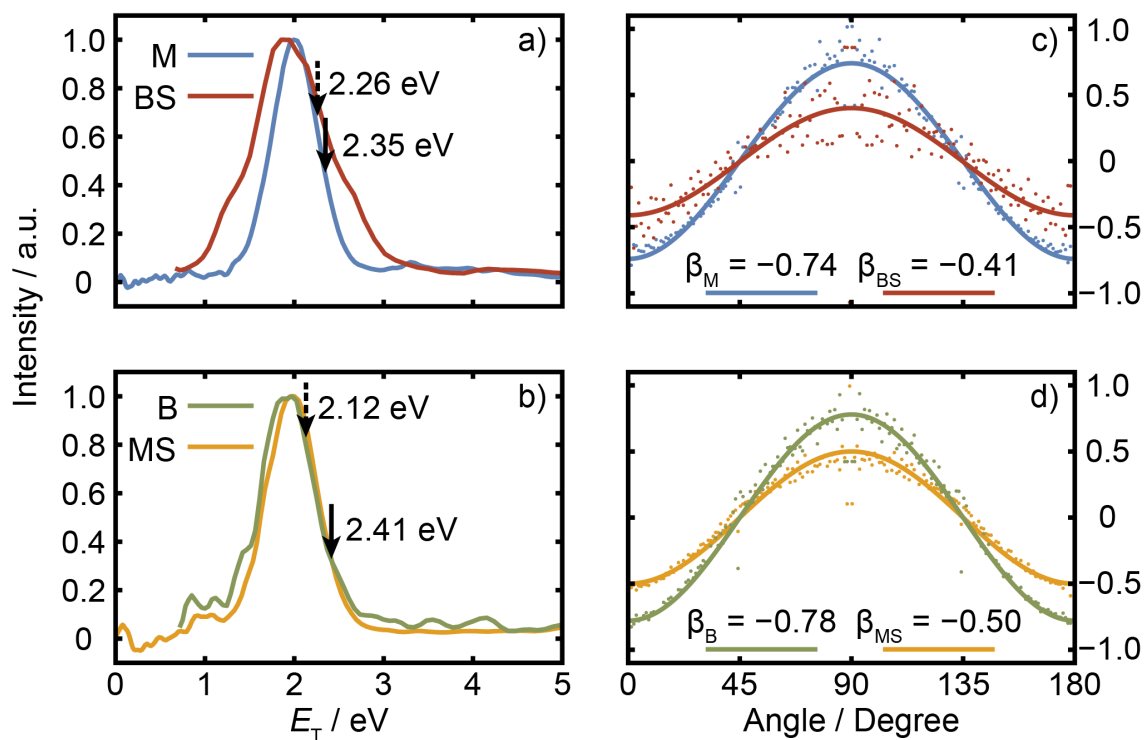 a)
M
BS
2.26 eV
2.35 eV
1.0
0.8
0.6
0.4
0.2
0
c)
β_M = −0.74
β_BS = −0.41
1.0
0.5
0
−0.5
−1.0
Intensity / a.u.
b)
B
MS
2.12 eV
2.41 eV
1.0
0.8
0.6
0.4
0.2
0
0 1 2 3 4 5
E_T / eV
d)
β_B = −0.78
β_MS = −0.50
1.0
0.5
0
−0.5
−1.0
0 45 90 135 180
Angle / Degree